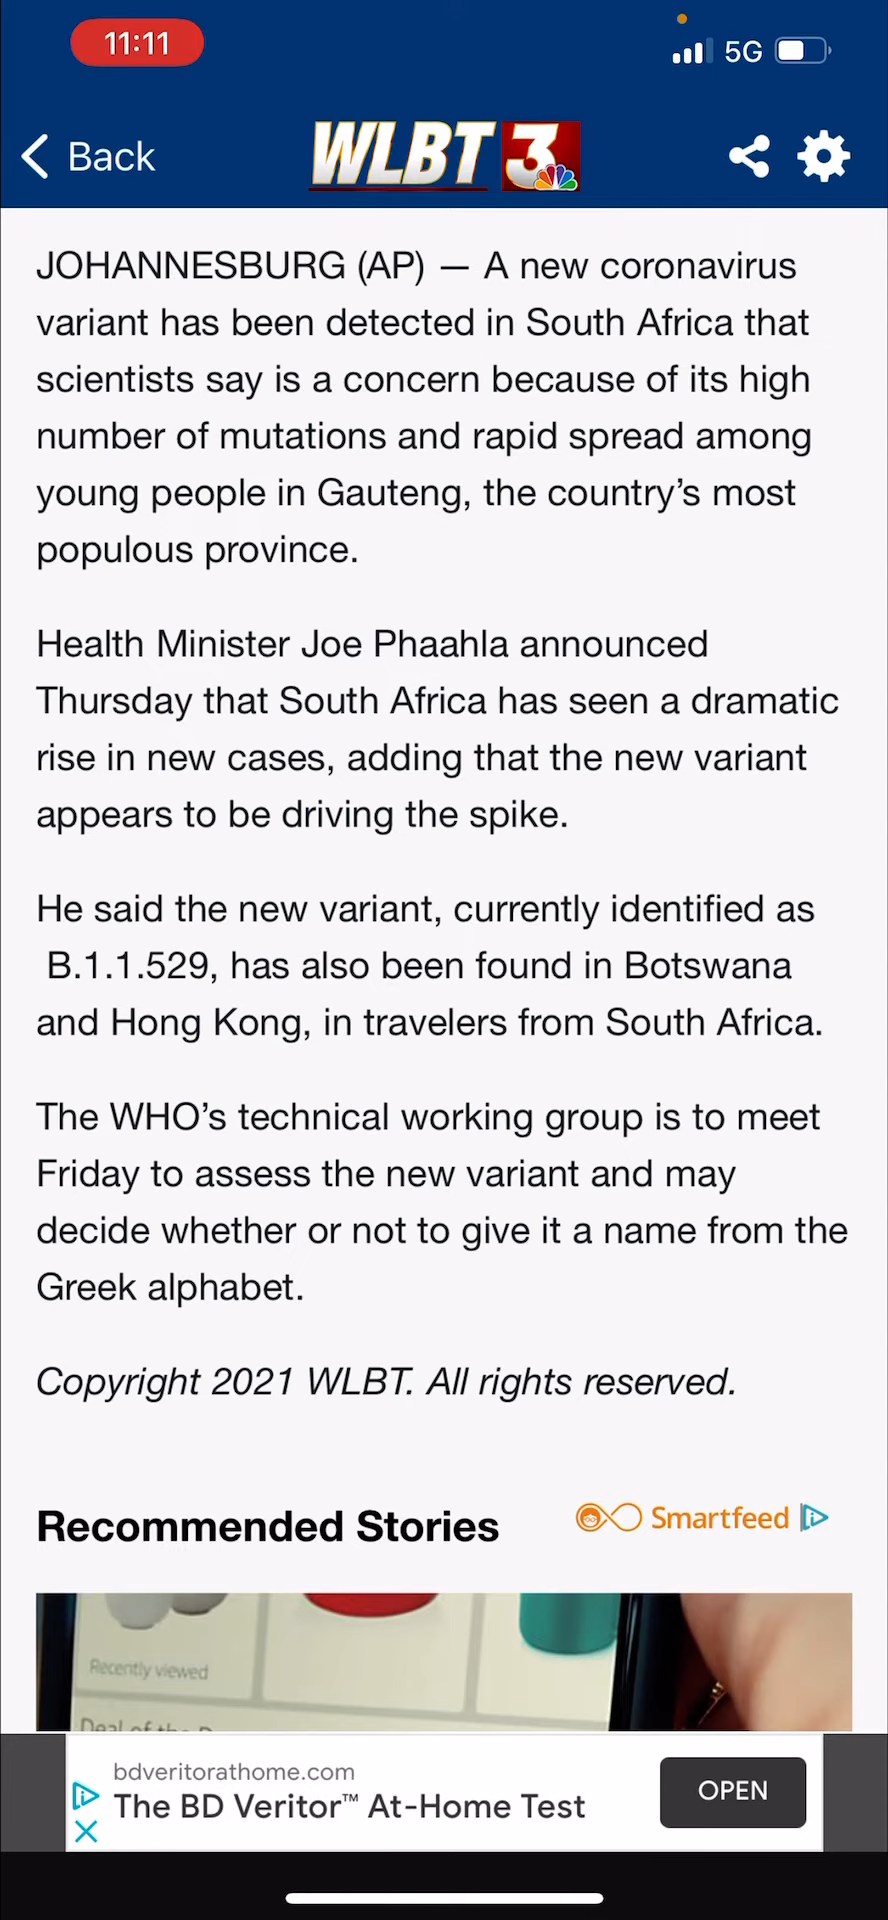 11:11
5G
Back
WLBT 3
JOHANNESBURG (AP) — A new coronavirus
variant has been detected in South Africa that
scientists say is a concern because of its high
number of mutations and rapid spread among
young people in Gauteng, the country’s most
populous province.
Health Minister Joe Phaahla announced
Thursday that South Africa has seen a dramatic
rise in new cases, adding that the new variant
appears to be driving the spike.
He said the new variant, currently identified as
B.1.1.529, has also been found in Botswana
and Hong Kong, in travelers from South Africa.
The WHO’s technical working group is to meet
Friday to assess the new variant and may
decide whether or not to give it a name from the
Greek alphabet.
Copyright 2021 WLBT. All rights reserved.
Recommended Stories
Smartfeed
Recently viewed
Deal of the
bdveritorathome.com
The BD Veritor™ At-Home Test
OPEN